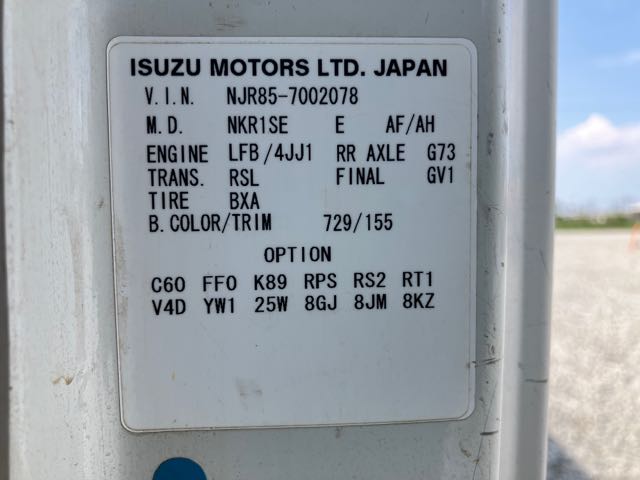 ISUZU MOTORS LTD. JAPAN
V.I.N. NJR85-7002078
M.D. NKR1SE E AF/AH
ENGINE LFB/4JJ1 RR AXLE G73
TRANS. RSL FINAL GV1
TIRE BXA
B.COLOR/TRIM 729/155
OPTION
C60 FF0 K89 RPS RS2 RT1
V4D YW1 25W 8GJ 8JM 8KZ